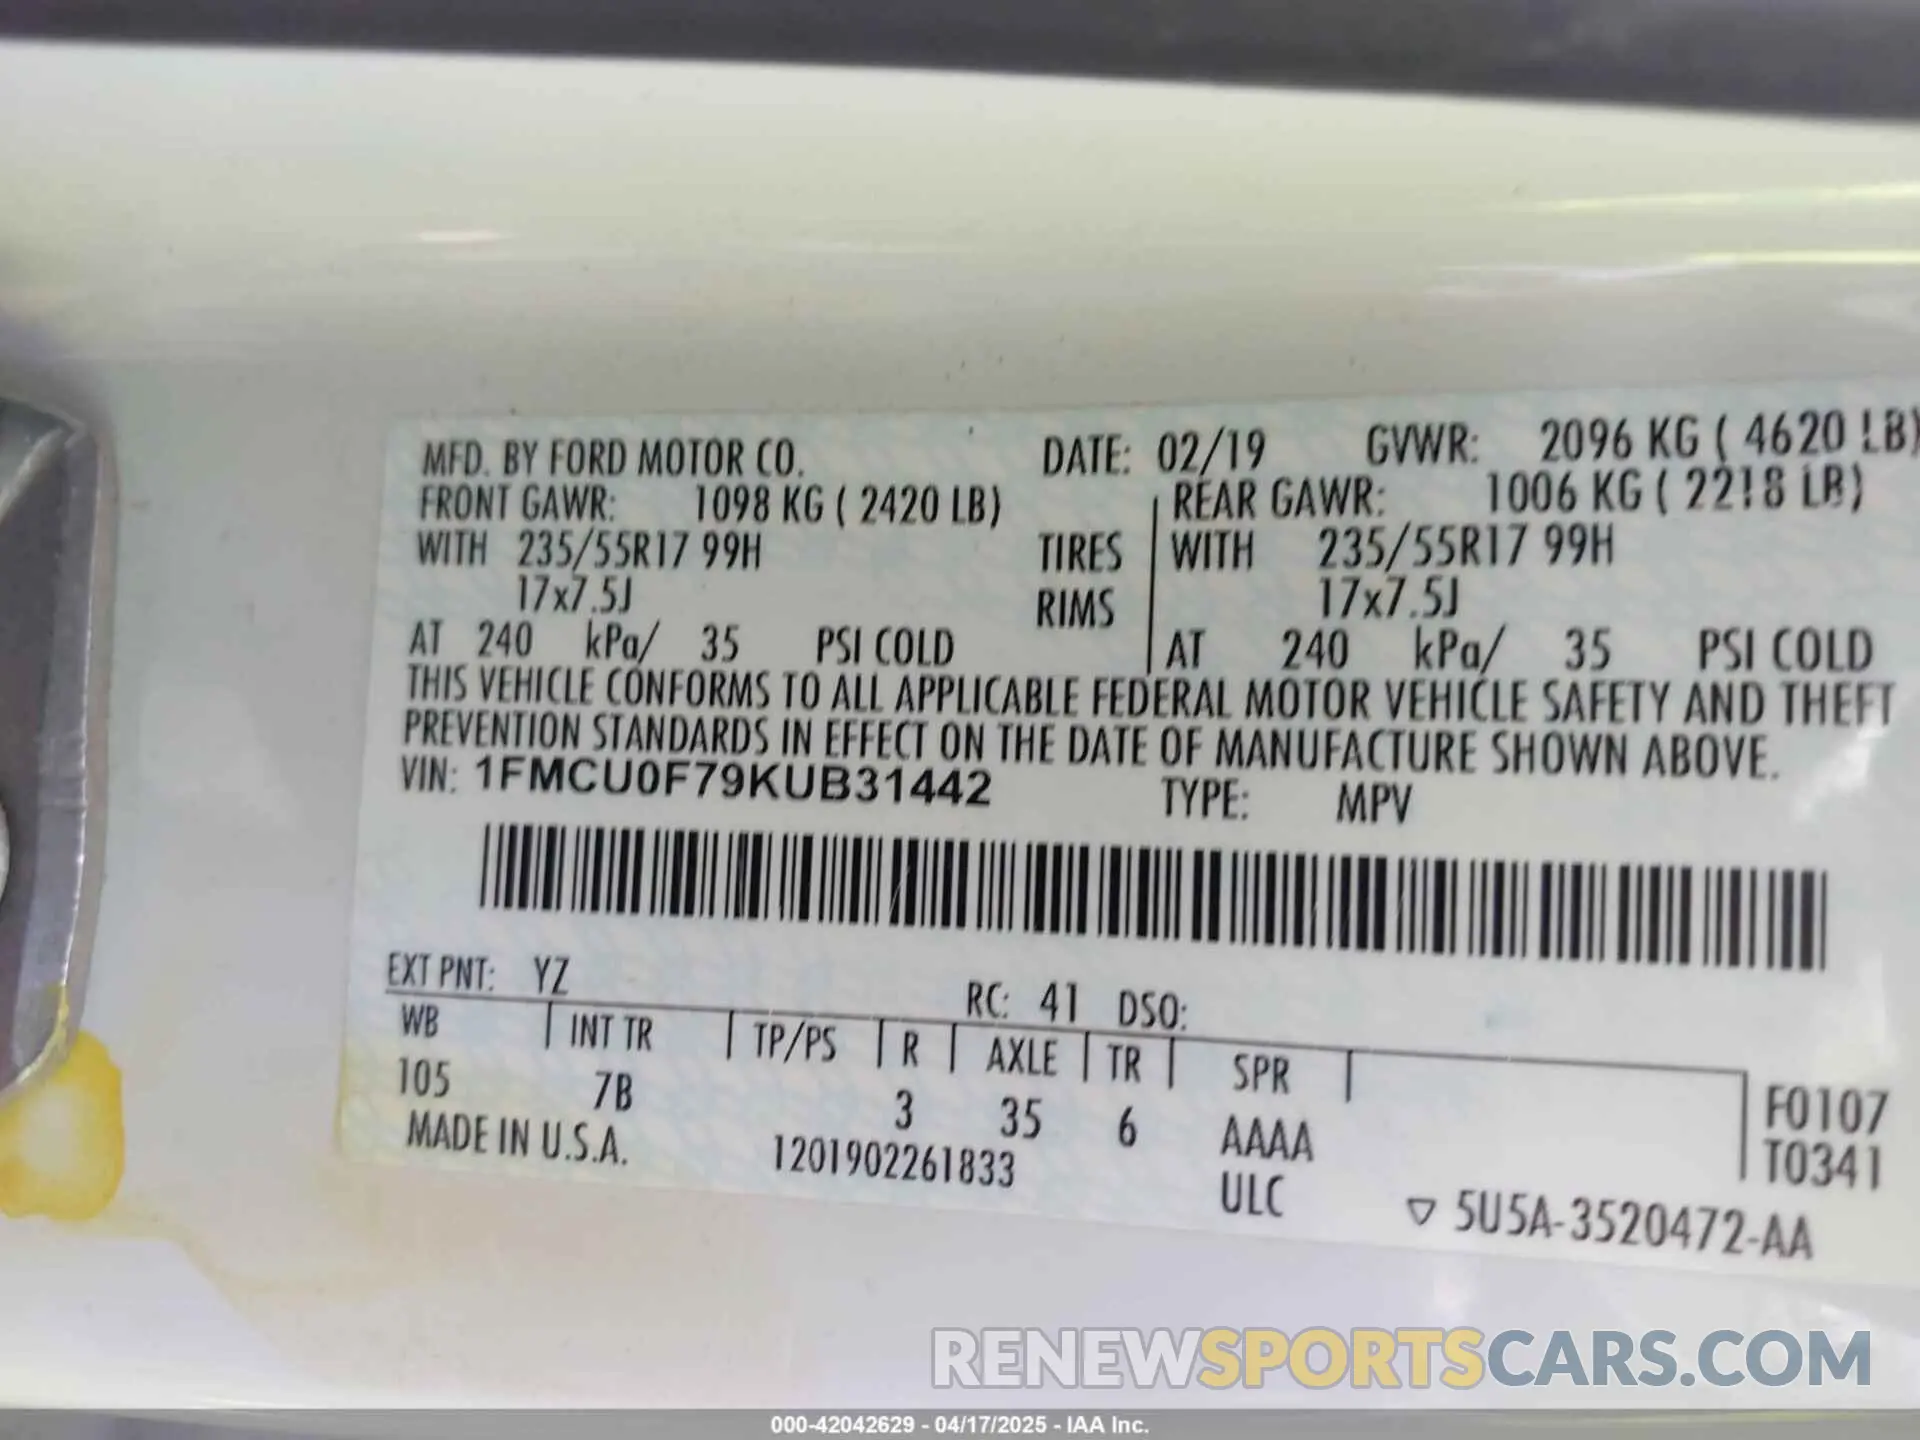 MFD. BY FORD MOTOR CO. DATE: 02/19 GVWR: 2096 KG ( 4620 LB)
FRONT GAWR: 1098 KG ( 2420 LB) REAR GAWR: 1006 KG ( 2218 LB)
WITH 235/55R17 99H TIRES WITH 235/55R17 99H
17x7.5J RIMS 17x7.5J
AT 240 kPa/ 35 PSI COLD AT 240 kPa/ 35 PSI COLD
THIS VEHICLE CONFORMS TO ALL APPLICABLE FEDERAL MOTOR VEHICLE SAFETY AND THEFT
PREVENTION STANDARDS IN EFFECT ON THE DATE OF MANUFACTURE SHOWN ABOVE.
VIN: 1FMCU0F79KUB31442 TYPE: MPV
EXT PNT: YZ RC: 41 DSO:
WB INT TR TP/PS R AXLE TR SPR
105 7B 3 35 6 AAAA F0107
MADE IN U.S.A. 1201902261833 ULC T0341
▽ 5U5A-3520472-AA
RENEWSPORTSCARS.COM
000-42042629 - 04/17/2025 - IAA Inc.